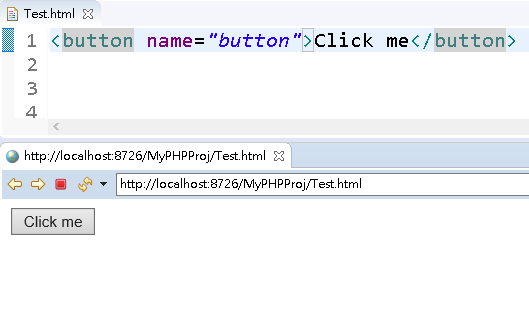 Test.html
1 <button name="button">Click me</button>
2
3
4
http://localhost:8726/MyPHPProj/Test.html
http://localhost:8726/MyPHPProj/Test.html
Click me